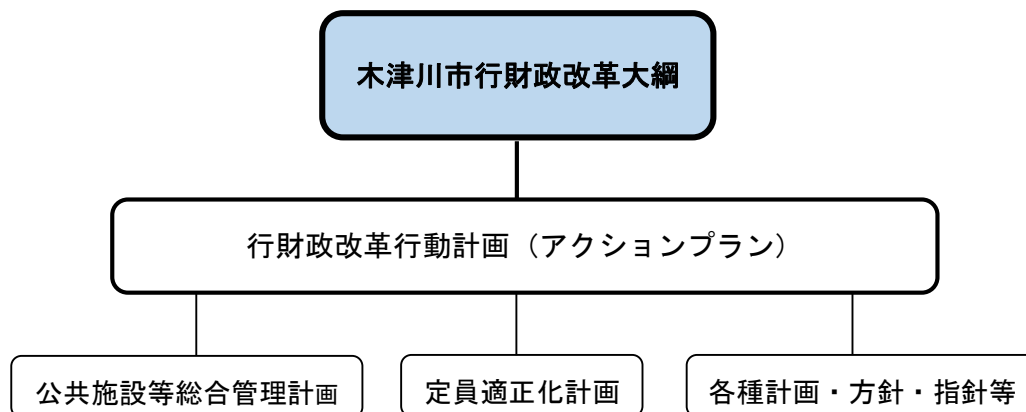 木津川市行財政改革大綱
行財政改革行動計画（アクションプラン）
公共施設等総合管理計画
定員適正化計画
各種計画・方針・指針等